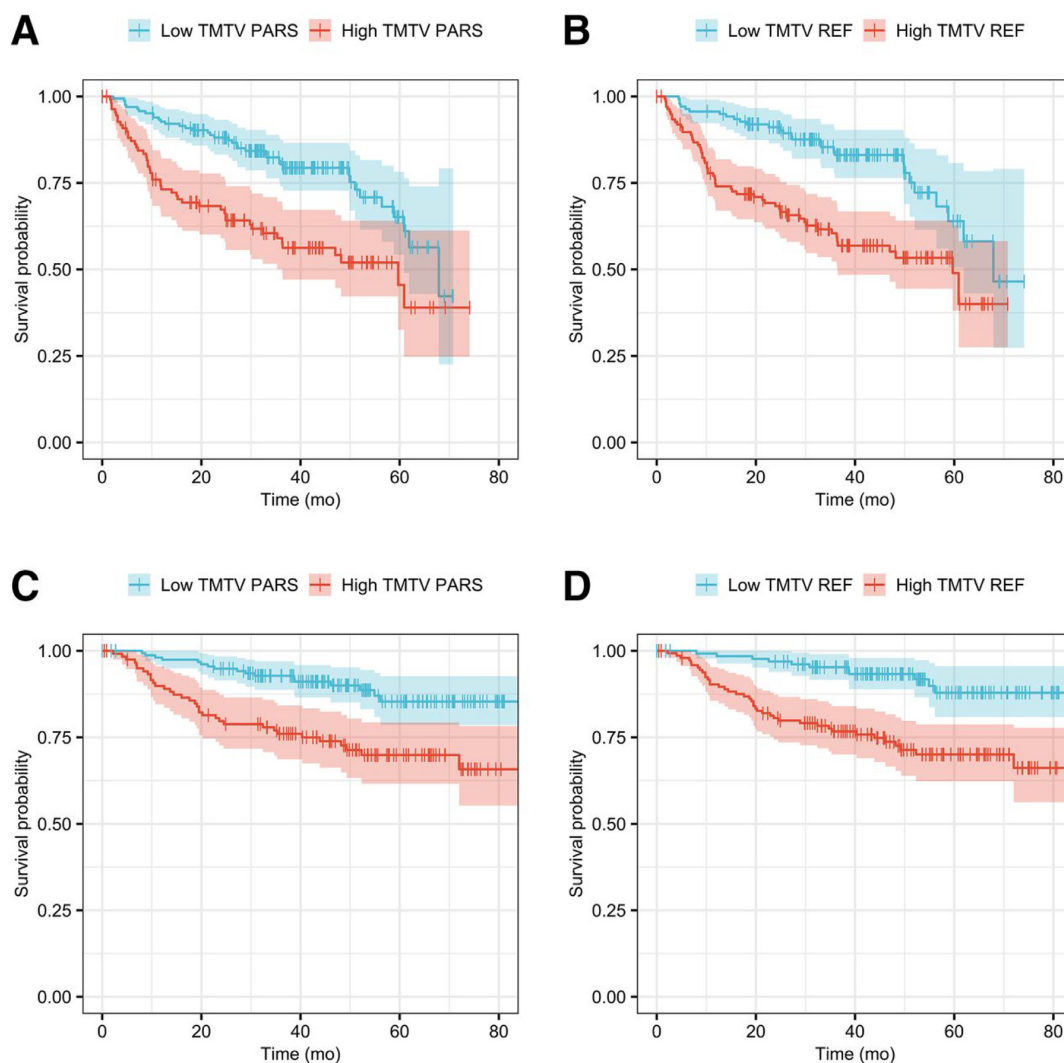 A
Low TMTV PARS High TMTV PARS
1.00
0.75
0.50
0.25
0.00
Survival probability
0 20 40 60 80
Time (mo)
B
Low TMTV REF High TMTV REF
1.00
0.75
0.50
0.25
0.00
Survival probability
0 20 40 60 80
Time (mo)
C
Low TMTV PARS High TMTV PARS
1.00
0.75
0.50
0.25
0.00
Survival probability
0 20 40 60 80
Time (mo)
D
Low TMTV REF High TMTV REF
1.00
0.75
0.50
0.25
0.00
Survival probability
0 20 40 60 80
Time (mo)